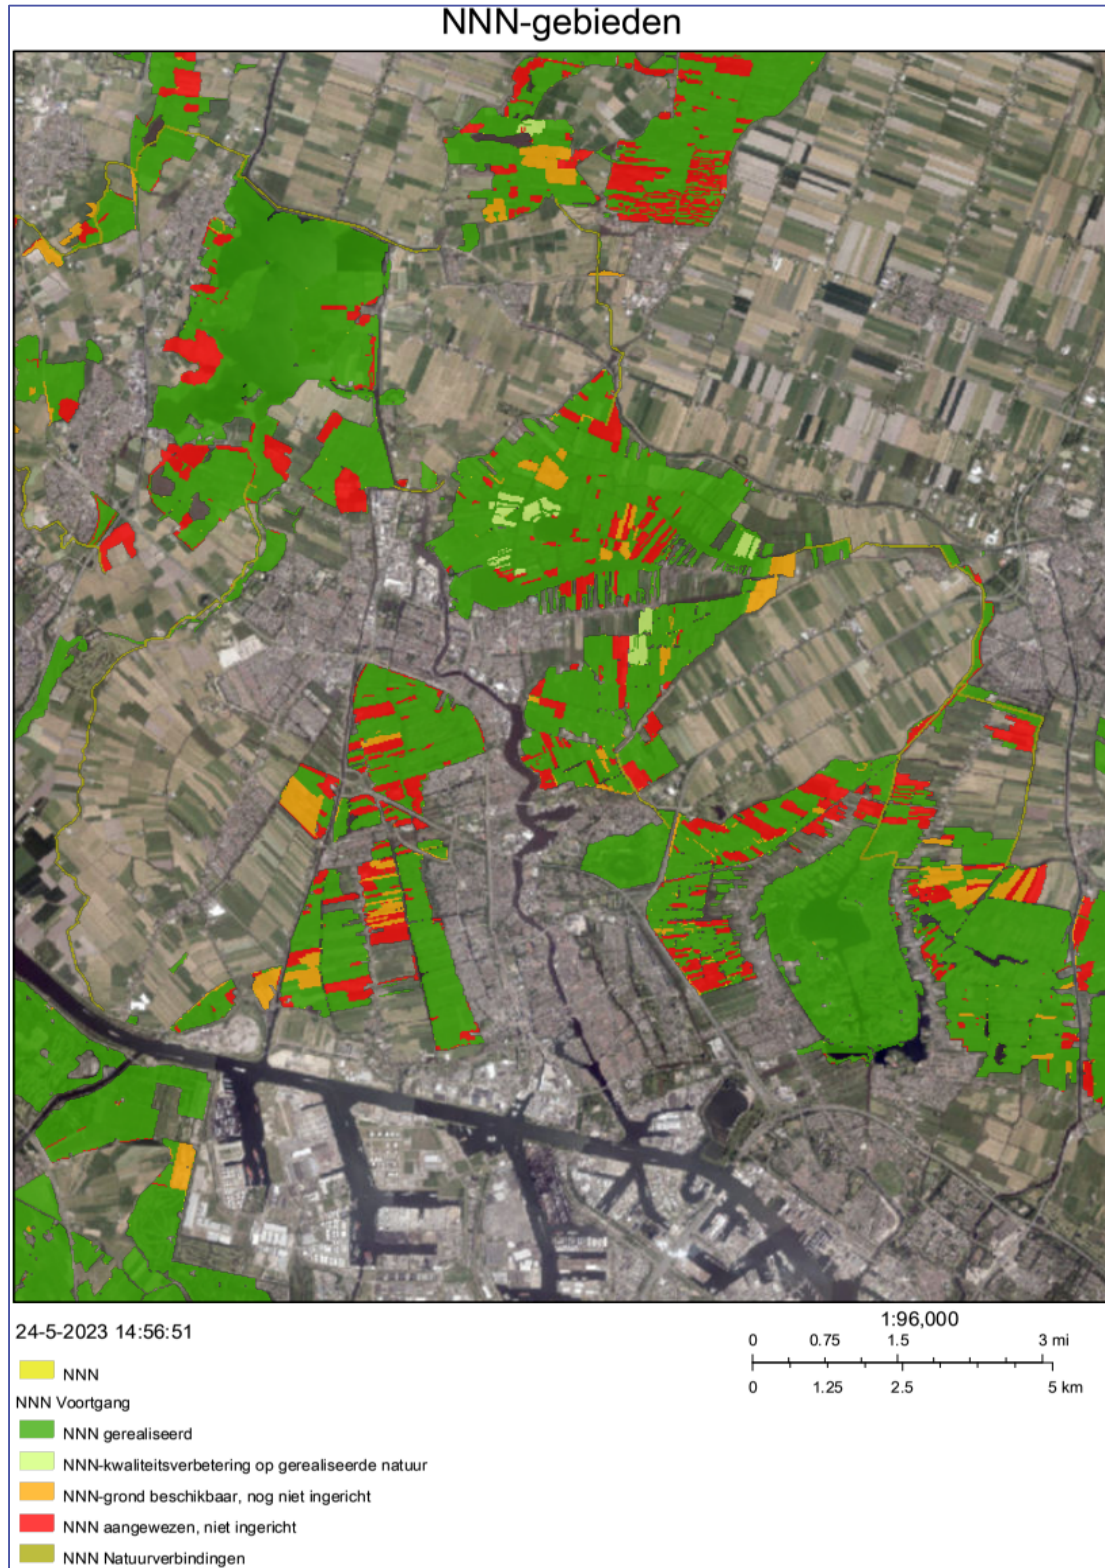 NNN-gebieden
24-5-2023 14:56:51
1:96,000
0 0.75 1.5 3 mi
0 1.25 2.5 5 km
NNN
NNN Voortgang
NNN gerealiseerd
NNN-kwaliteitsverbetering op gerealiseerde natuur
NNN-grond beschikbaar, nog niet ingericht
NNN aangewezen, niet ingericht
NNN Natuurverbindingen